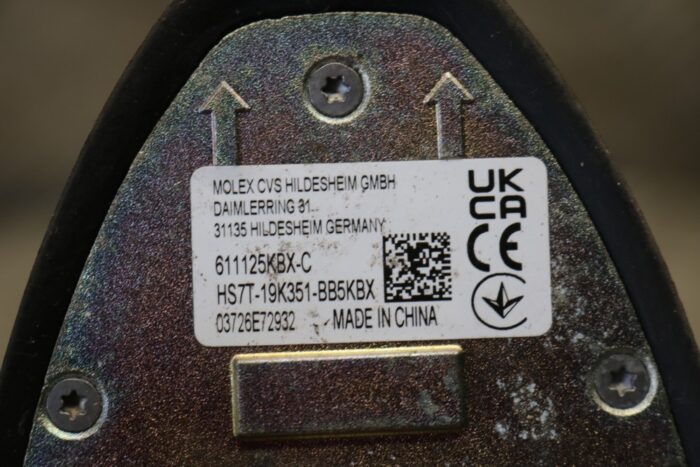 MOLEX CVS HILDESHEIM GMBH
DAIMLERRING 31
31135 HILDESHEIM GERMANY
611125KBX-C
HS7T-19K351-BB5KBX
03726E72932 MADE IN CHINA
UK
CA
CE